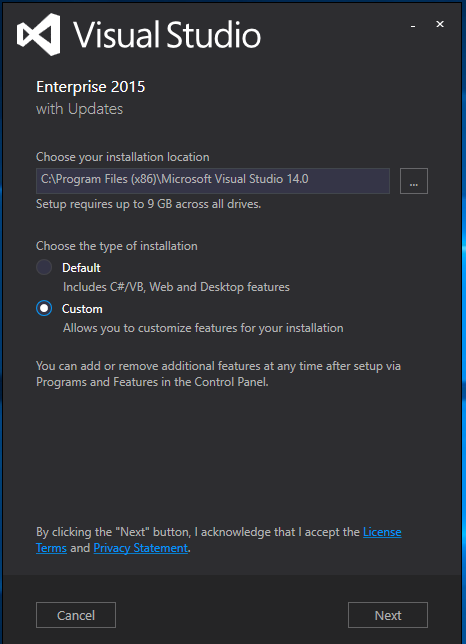 Visual Studio
Enterprise 2015
with Updates
Choose your installation location
C:\Program Files (x86)\Microsoft Visual Studio 14.0
...
Setup requires up to 9 GB across all drives.
Choose the type of installation
Default
Includes C#/VB, Web and Desktop features
Custom
Allows you to customize features for your installation
You can add or remove additional features at any time after setup via
Programs and Features in the Control Panel.
By clicking the "Next" button, I acknowledge that I accept the License
Terms and Privacy Statement.
Cancel
Next